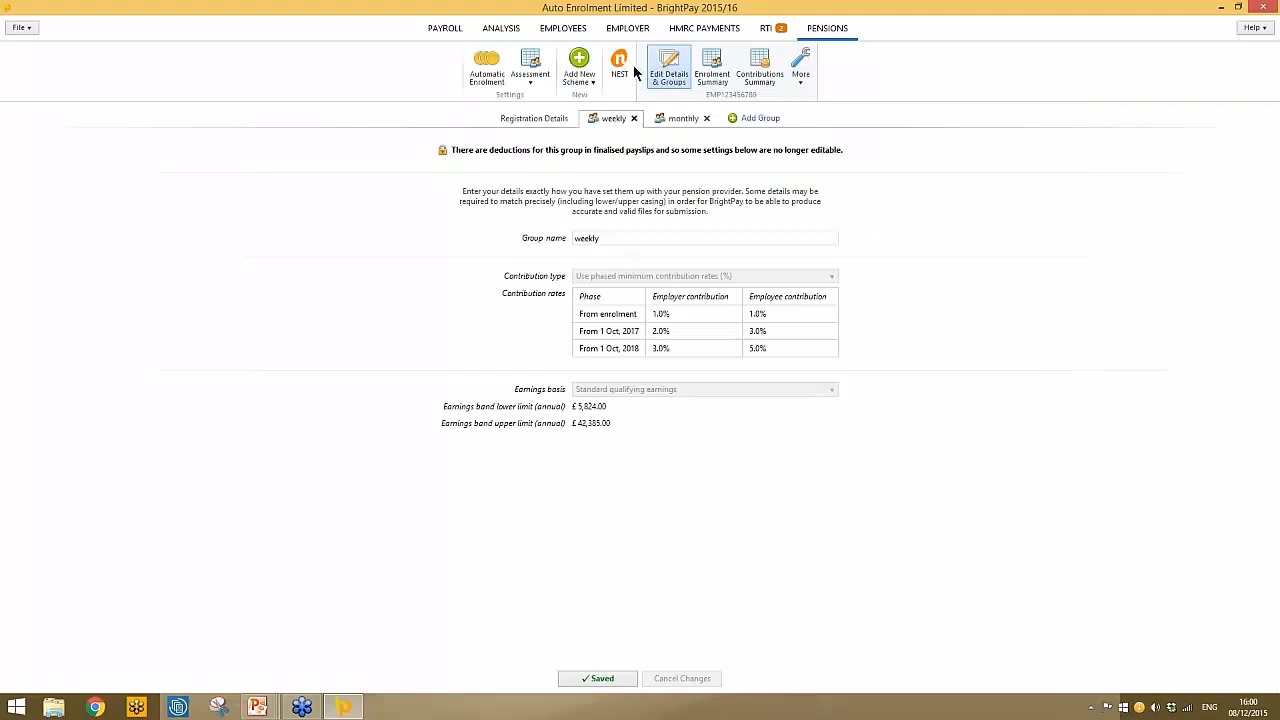 Auto Enrolment Limited - BrightPay 2015/16
File
PAYROLL ANALYSIS EMPLOYEES EMPLOYER HMRC PAYMENTS RTI 2 PENSIONS
Help
Automatic Enrolment
Assessment
Settings
Add New Scheme
New
n
NEST
Edit Details & Groups
Enrolment Summary
Contributions Summary
More
EMP123456789
Registration Details weekly monthly Add Group
There are deductions for this group in finalised payslips and so some settings below are no longer editable.
Enter your details exactly how you have set them up with your pension provider. Some details may be
required to match precisely (including lower/upper casing) in order for BrightPay to be able to produce
accurate and valid files for submission.
Group name weekly
Contribution type Use phased minimum contribution rates (%)
Contribution rates
Phase Employer contribution Employee contribution
From enrolment 1.0% 1.0%
From 1 Oct, 2017 2.0% 3.0%
From 1 Oct, 2018 3.0% 5.0%
Earnings basis Standard qualifying earnings
Earnings band lower limit (annual) £ 5,824.00
Earnings band upper limit (annual) £ 42,385.00
✓ Saved Cancel Changes
ENG
16:00
08/12/2015